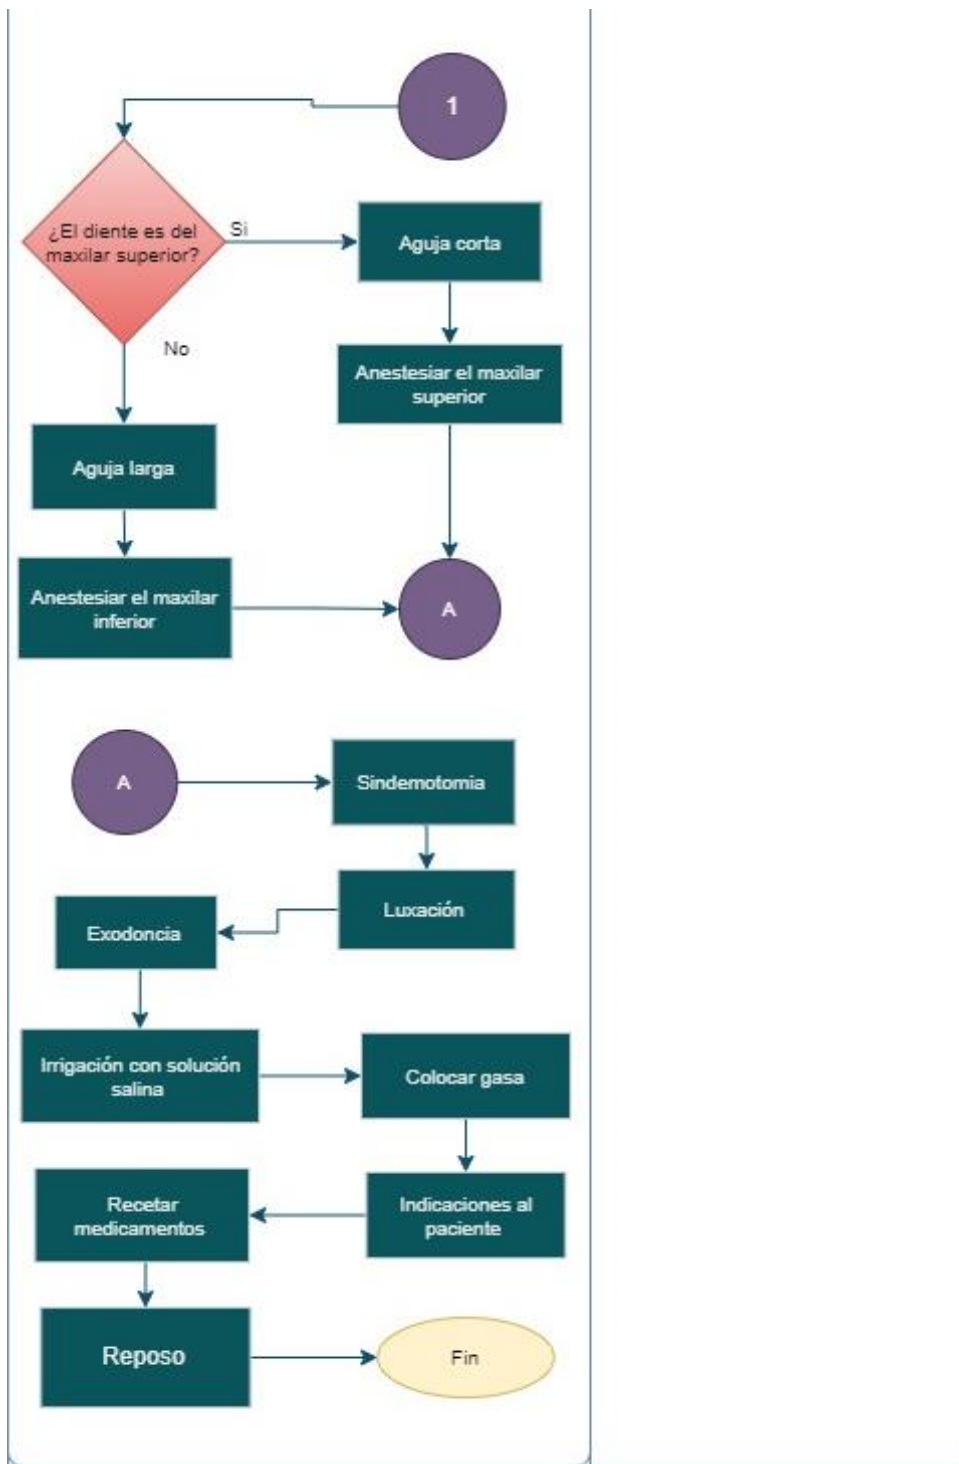 1
¿El diente es del
maxilar superior?
Si
Aguja corta
No
Anestesiar el maxilar
superior
Aguja larga
Anestesiar el maxilar
inferior
A
A
Sindemotomia
Luxación
Exodoncia
Irrigación con solución
salina
Colocar gasa
Indicaciones al
paciente
Recetar
medicamentos
Reposo
Fin